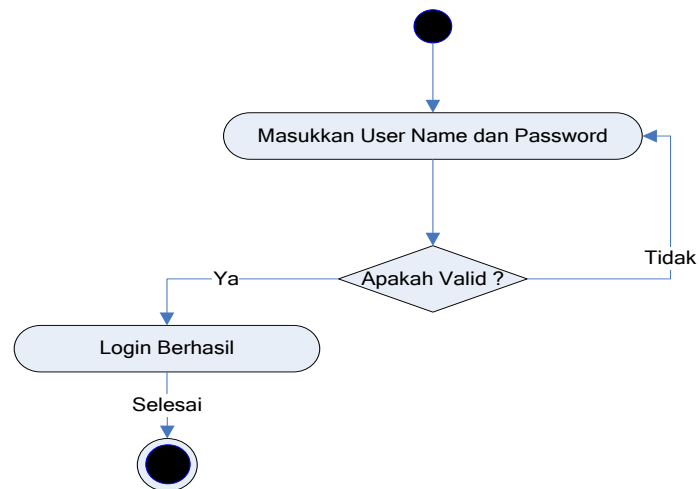 Masukkan User Name dan Password
Tidak
Apakah Valid ?
Ya
Login Berhasil
Selesai